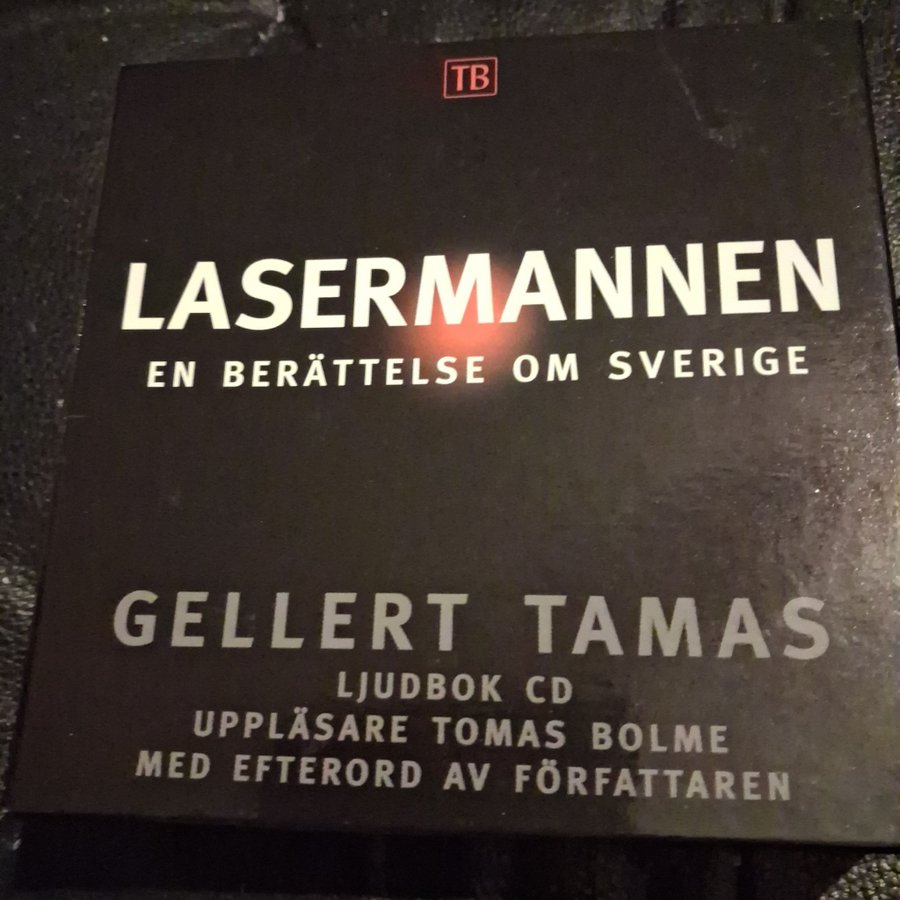 TB
LASERMANNEN
EN BERÄTTELSE OM SVERIGE
GELLERT TAMAS
LJUDBOK CD
UPPLÄSARE TOMAS BOLME
MED EFTERORD AV FÖRFATTAREN